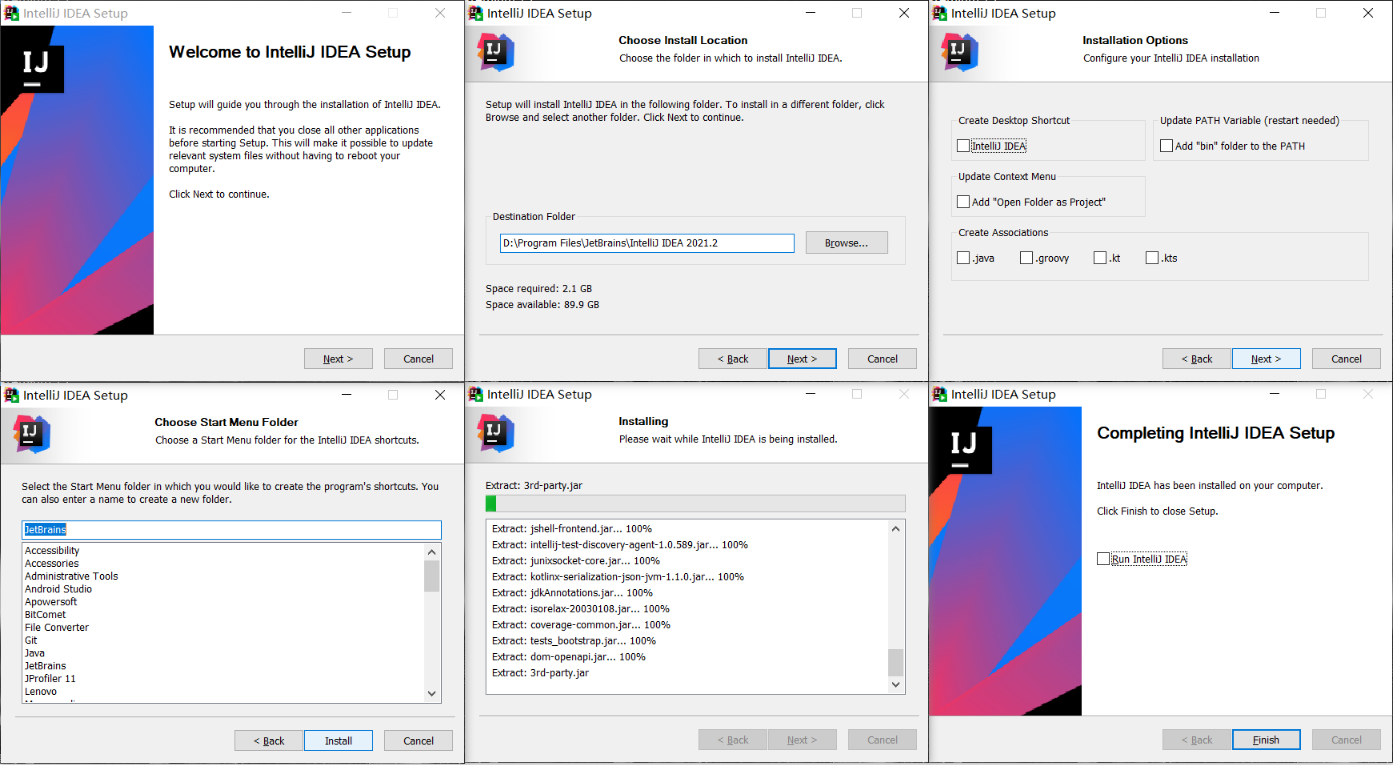 IntelliJ IDEA Setup
IJ
Welcome to IntelliJ IDEA Setup
Setup will guide you through the installation of IntelliJ IDEA.
It is recommended that you close all other applications
before starting Setup. This will make it possible to update
relevant system files without having to reboot your
computer.
Click Next to continue.
Next >
Cancel
IntelliJ IDEA Setup
IJ
Choose Install Location
Choose the folder in which to install IntelliJ IDEA.
Setup will install IntelliJ IDEA in the following folder. To install in a different folder, click
Browse and select another folder. Click Next to continue.
Destination Folder
D:\Program Files\JetBrains\IntelliJ IDEA 2021.2
Browse...
Space required: 2.1 GB
Space available: 89.9 GB
< Back
Next >
Cancel
IntelliJ IDEA Setup
IJ
Installation Options
Configure your IntelliJ IDEA installation
Create Desktop Shortcut
IntelliJ IDEA
Update PATH Variable (restart needed)
Add "bin" folder to the PATH
Update Context Menu
Add "Open Folder as Project"
Create Associations
.java
.groovy
.kt
.kts
< Back
Next >
Cancel
IntelliJ IDEA Setup
IJ
Choose Start Menu Folder
Choose a Start Menu folder for the IntelliJ IDEA shortcuts.
Select the Start Menu folder in which you would like to create the program's shortcuts. You
can also enter a name to create a new folder.
JetBrains
Accessibility
Accessories
Administrative Tools
Android Studio
Apowersoft
BitComet
File Converter
Git
Java
JetBrains
JProfiler 11
Lenovo
< Back
Install
Cancel
IntelliJ IDEA Setup
IJ
Installing
Please wait while IntelliJ IDEA is being installed.
Extract: 3rd-party.jar
Extract: jshell-frontend.jar... 100%
Extract: intellij-test-discovery-agent-1.0.589.jar... 100%
Extract: junixsocket-core.jar... 100%
Extract: kotlinx-serialization-json-jvm-1.1.0.jar... 100%
Extract: jdkAnnotations.jar... 100%
Extract: isorelax-20030108.jar... 100%
Extract: coverage-common.jar... 100%
Extract: tests_bootstrap.jar... 100%
Extract: dom-openapi.jar... 100%
Extract: 3rd-party.jar
< Back
Next >
Cancel
IntelliJ IDEA Setup
IJ
Completing IntelliJ IDEA Setup
IntelliJ IDEA has been installed on your computer.
Click Finish to close Setup.
Run IntelliJ IDEA
< Back
Finish
Cancel